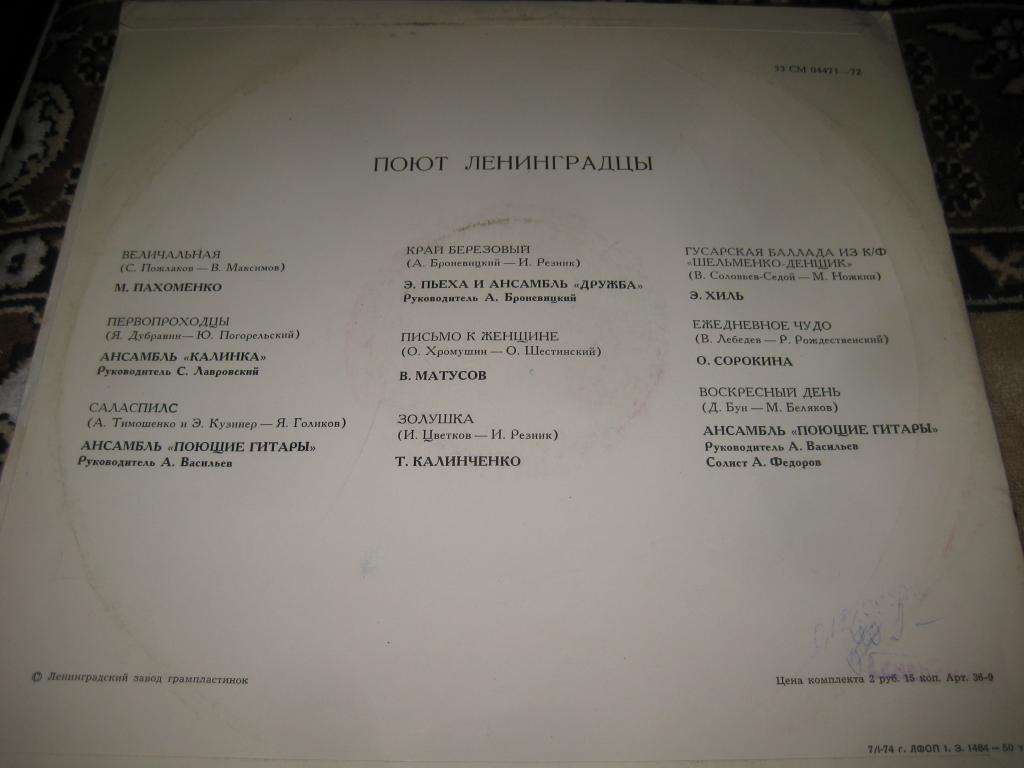 33 СМ 04471—72
ПОЮТ ЛЕНИНГРАДЦЫ
ВЕЛИЧАЛЬНАЯ
(С. Пожлаков — В. Максимов)
М. ПАХОМЕНКО
ПЕРВОПРОХОДЦЫ
(Я. Дубравин — Ю. Погорельский)
АНСАМБЛЬ «КАЛИНКА»
Руководитель С. Лавровский
САЛАСПИЛС
(А. Тимошенко и Э. Кузинер — Я. Голиков)
АНСАМБЛЬ «ПОЮЩИЕ ГИТАРЫ»
Руководитель А. Васильев
КРАЙ БЕРЕЗОВЫЙ
(А. Броневицкий — И. Резник)
Э. ПЬЕХА И АНСАМБЛЬ «ДРУЖБА»
Руководитель А. Броневицкий
ПИСЬМО К ЖЕНЩИНЕ
(О. Хромушин — О. Шестинский)
В. МАТУСОВ
ЗОЛУШКА
(И. Цветков — И. Резник)
Т. КАЛИНЧЕНКО
ГУСАРСКАЯ БАЛЛАДА ИЗ К/Ф
«ШЕЛЬМЕНКО-ДЕНЩИК»
(В. Соловьев-Седой — М. Ножкин)
Э. ХИЛЬ
ЕЖЕДНЕВНОЕ ЧУДО
(В. Лебедев — Р. Рождественский)
О. СОРОКИНА
ВОСКРЕСНЫЙ ДЕНЬ
(Д. Бун — М. Беляков)
АНСАМБЛЬ «ПОЮЩИЕ ГИТАРЫ»
Руководитель А. Васильев
Солист А. Федоров
© Ленинградский завод грампластинок
Цена комплекта 2 руб. 15 коп. Арт. 36-9
7/I-74 г. ЛФОП 1. З. 1484 — 50 т